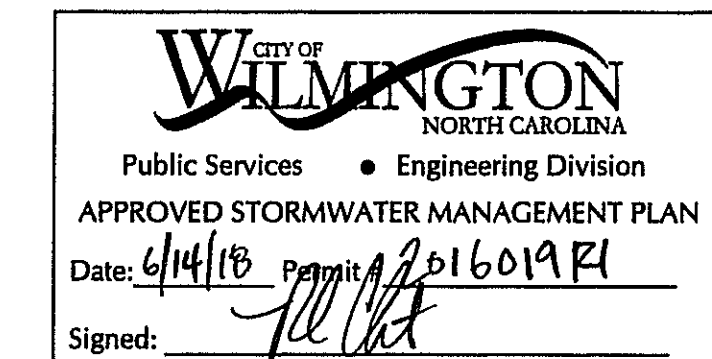 CITY OF
WILMINGTON
NORTH CAROLINA
Public Services • Engineering Division
APPROVED STORMWATER MANAGEMENT PLAN
Date: 6/14/18 Permit # 2016019R1
Signed: